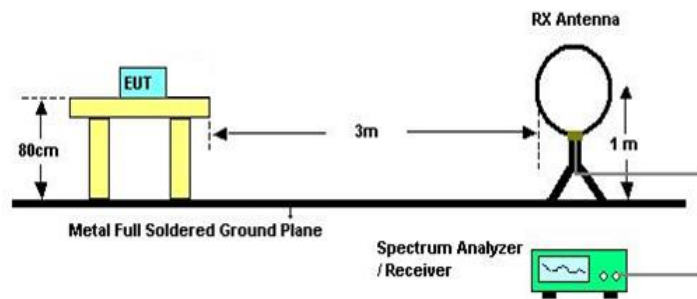 RX Antenna
EUT
3m
80cm
1 m
Metal Full Soldered Ground Plane
Spectrum Analyzer
/ Receiver